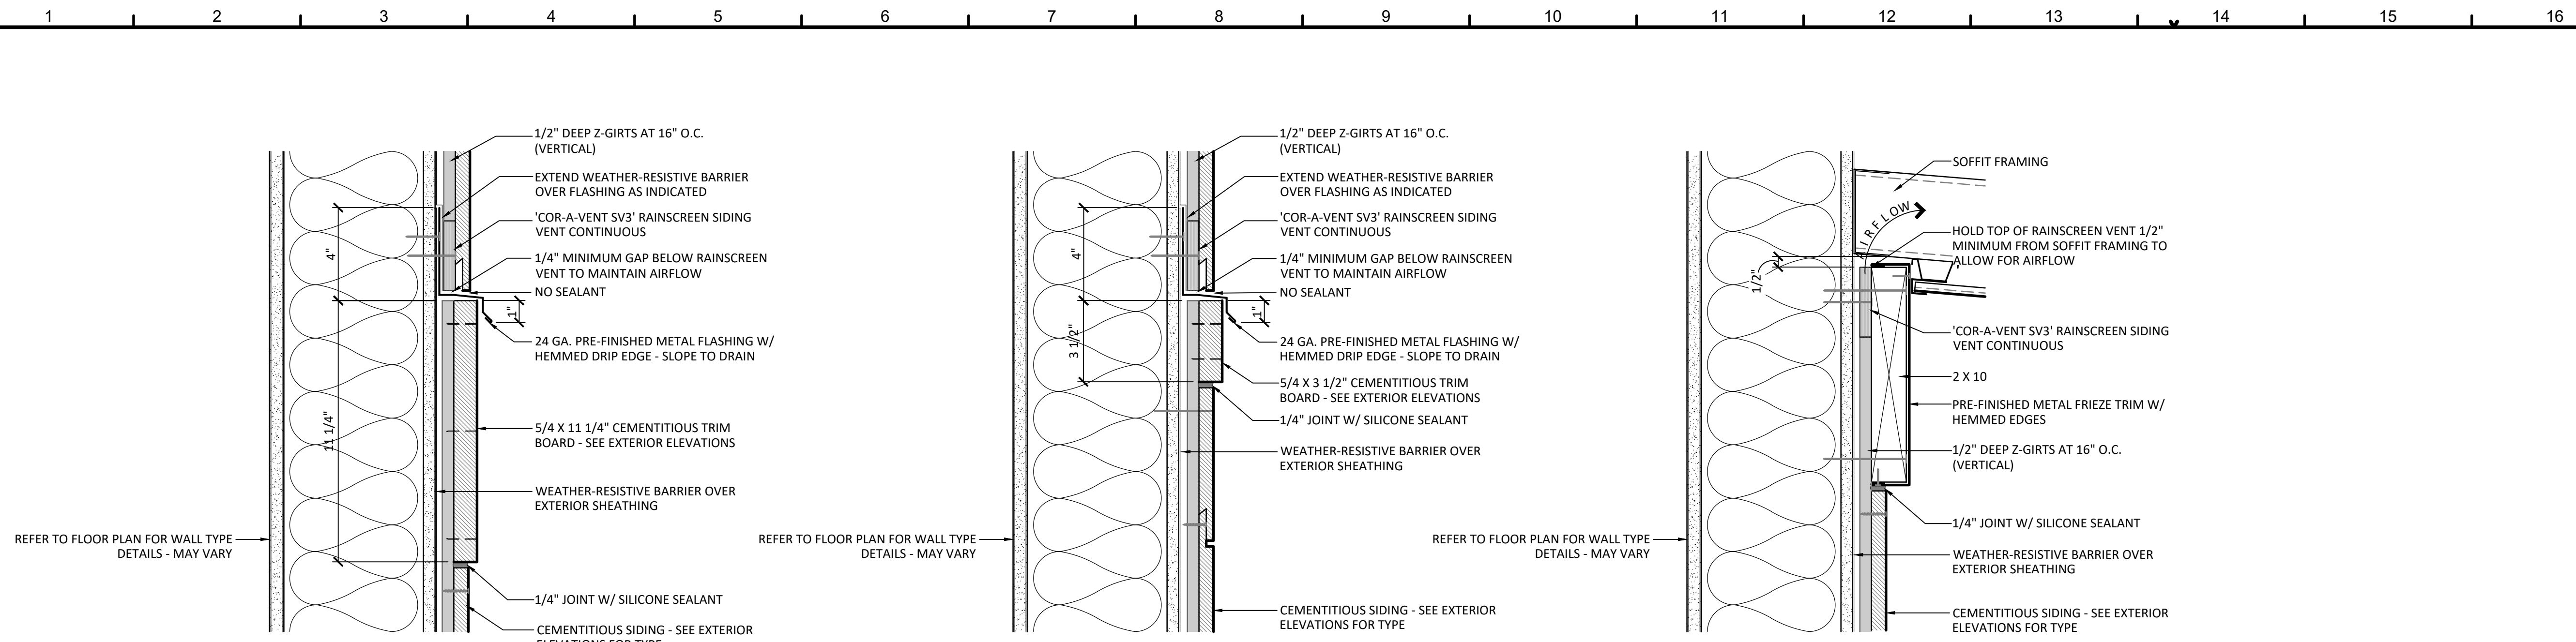 1 2 3 4 5 6 7 8 9 10 11 12 13 14 15 16
1/2" DEEP Z-GIRTS AT 16" O.C.
(VERTICAL)
EXTEND WEATHER-RESISTIVE BARRIER
OVER FLASHING AS INDICATED
'COR-A-VENT SV3' RAINSCREEN SIDING
VENT CONTINUOUS
1/4" MINIMUM GAP BELOW RAINSCREEN
VENT TO MAINTAIN AIRFLOW
NO SEALANT
24 GA. PRE-FINISHED METAL FLASHING W/
HEMMED DRIP EDGE - SLOPE TO DRAIN
5/4 X 11 1/4" CEMENTITIOUS TRIM
BOARD - SEE EXTERIOR ELEVATIONS
WEATHER-RESISTIVE BARRIER OVER
EXTERIOR SHEATHING
1/4" JOINT W/ SILICONE SEALANT
CEMENTITIOUS SIDING - SEE EXTERIOR
ELEVATIONS FOR TYPE
4"
11 1/4"
1"
REFER TO FLOOR PLAN FOR WALL TYPE
DETAILS - MAY VARY
1/2" DEEP Z-GIRTS AT 16" O.C.
(VERTICAL)
EXTEND WEATHER-RESISTIVE BARRIER
OVER FLASHING AS INDICATED
'COR-A-VENT SV3' RAINSCREEN SIDING
VENT CONTINUOUS
1/4" MINIMUM GAP BELOW RAINSCREEN
VENT TO MAINTAIN AIRFLOW
NO SEALANT
24 GA. PRE-FINISHED METAL FLASHING W/
HEMMED DRIP EDGE - SLOPE TO DRAIN
5/4 X 3 1/2" CEMENTITIOUS TRIM
BOARD - SEE EXTERIOR ELEVATIONS
1/4" JOINT W/ SILICONE SEALANT
WEATHER-RESISTIVE BARRIER OVER
EXTERIOR SHEATHING
CEMENTITIOUS SIDING - SEE EXTERIOR
ELEVATIONS FOR TYPE
4"
3 1/2"
1"
REFER TO FLOOR PLAN FOR WALL TYPE
DETAILS - MAY VARY
SOFFIT FRAMING
AIRFLOW
HOLD TOP OF RAINSCREEN VENT 1/2"
MINIMUM FROM SOFFIT FRAMING TO
ALLOW FOR AIRFLOW
1/2"
'COR-A-VENT SV3' RAINSCREEN SIDING
VENT CONTINUOUS
2 X 10
PRE-FINISHED METAL FRIEZE TRIM W/
HEMMED EDGES
1/2" DEEP Z-GIRTS AT 16" O.C.
(VERTICAL)
1/4" JOINT W/ SILICONE SEALANT
WEATHER-RESISTIVE BARRIER OVER
EXTERIOR SHEATHING
CEMENTITIOUS SIDING - SEE EXTERIOR
ELEVATIONS FOR TYPE
REFER TO FLOOR PLAN FOR WALL TYPE
DETAILS - MAY VARY